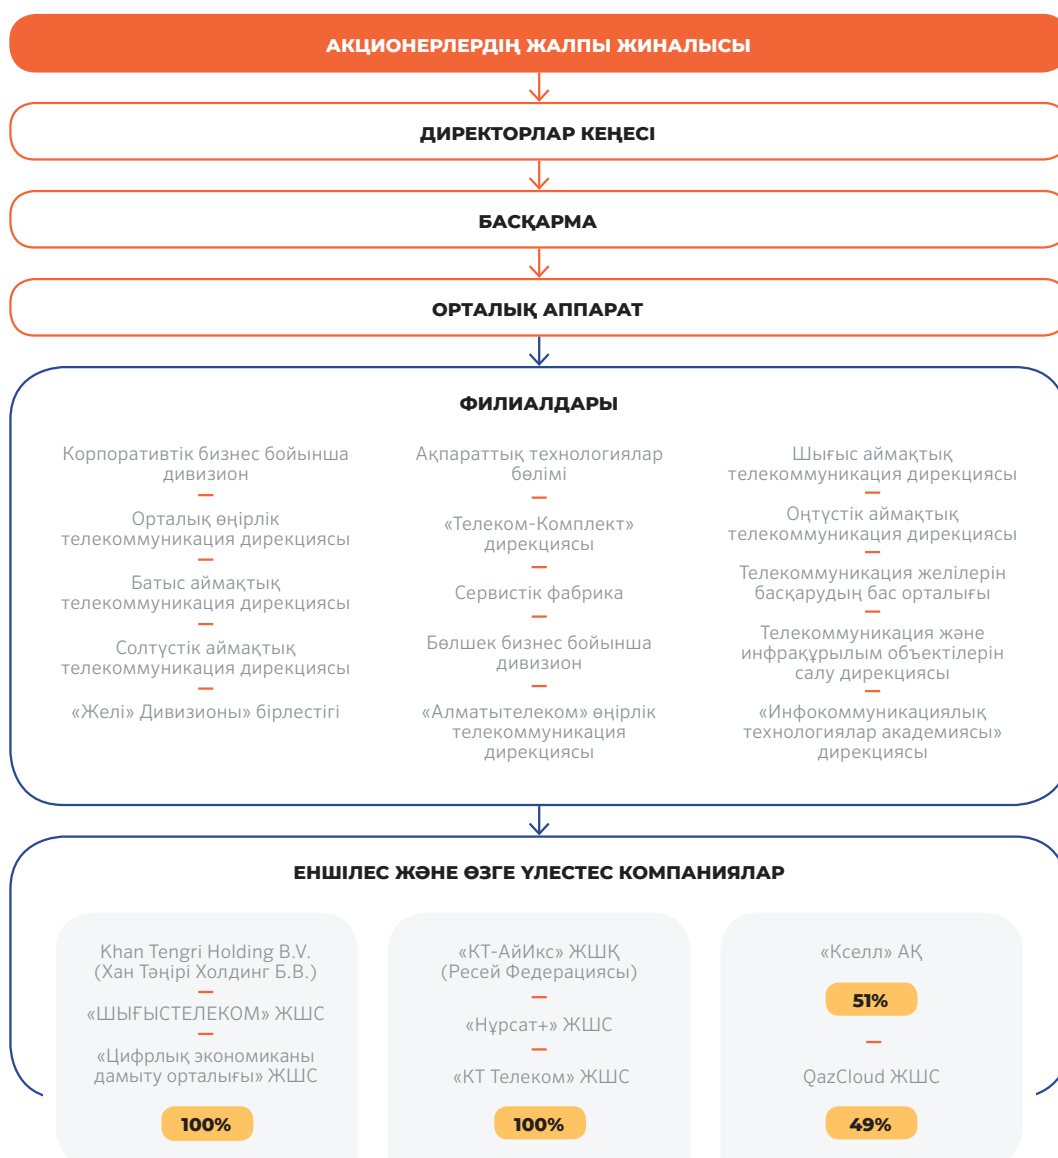 АКЦИОНЕРЛЕРДІҢ ЖАЛПЫ ЖИНАЛЫСЫ
ДИРЕКТОРЛАР КЕҢЕСІ
БАСҚАРМА
ОРТАЛЫҚ АППАРАТ
ФИЛИАЛДАРЫ
Корпоративтік бизнес бойынша
дивизион
Орталық өңірлік
телекоммуникация дирекциясы
Батыс аймақтық
телекоммуникация дирекциясы
Солтүстік аймақтық
телекоммуникация дирекциясы
«Желі» Дивизионы» бірлестігі
Ақпараттық технологиялар
бөлімі
«Телеком-Комплект»
дирекциясы
Сервистік фабрика
Бөлшек бизнес бойынша
дивизион
«Алматытелеком» өңірлік
телекоммуникация
дирекциясы
Шығыс аймақтық
телекоммуникация дирекциясы
Оңтүстік аймақтық
телекоммуникация дирекциясы
Телекоммуникация желілерін
басқарудың бас орталығы
Телекоммуникация және
инфрақұрылым объектілерін
салу дирекциясы
«Инфокоммуникациялық
технологиялар академиясы»
дирекциясы
ЕНШІЛЕС ЖӘНЕ ӨЗГЕ ҮЛЕСТЕС КОМПАНИЯЛАР
Khan Tengri Holding B.V.
(Хан Тәңірі Холдинг Б.В.)
«ШЫҒЫСТЕЛЕКОМ» ЖШС
«Цифрлық экономиканы
дамыту орталығы» ЖШС
100%
«КТ-АйИкс» ЖШҚ
(Ресей Федерациясы)
«Нұрсат+» ЖШС
«КТ Телеком» ЖШС
100%
«Кселл» АҚ
51%
QazCloud ЖШС
49%